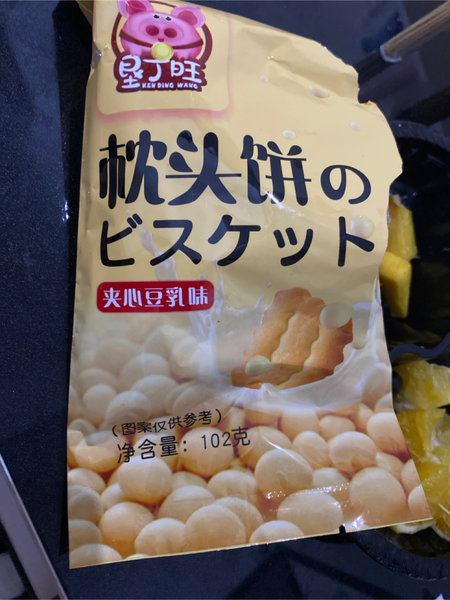 垦丁旺
KEN DING WANG
枕头饼の
ビスケット
夹心豆乳味
(图案仅供参考)
净含量：102克